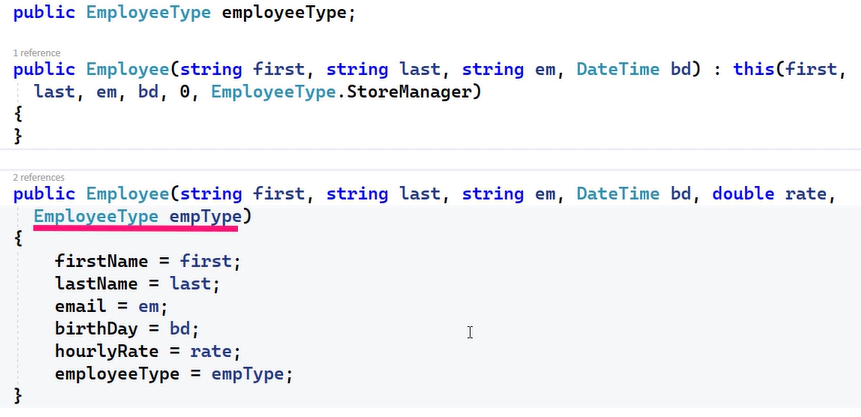 public EmployeeType employeeType;
1 reference
public Employee(string first, string last, string em, DateTime bd) : this(first,
last, em, bd, 0, EmployeeType.StoreManager)
{
}
2 references
public Employee(string first, string last, string em, DateTime bd, double rate,
EmployeeType empType)
{
firstName = first;
lastName = last;
email = em;
birthDay = bd;
hourlyRate = rate;
employeeType = empType;
}